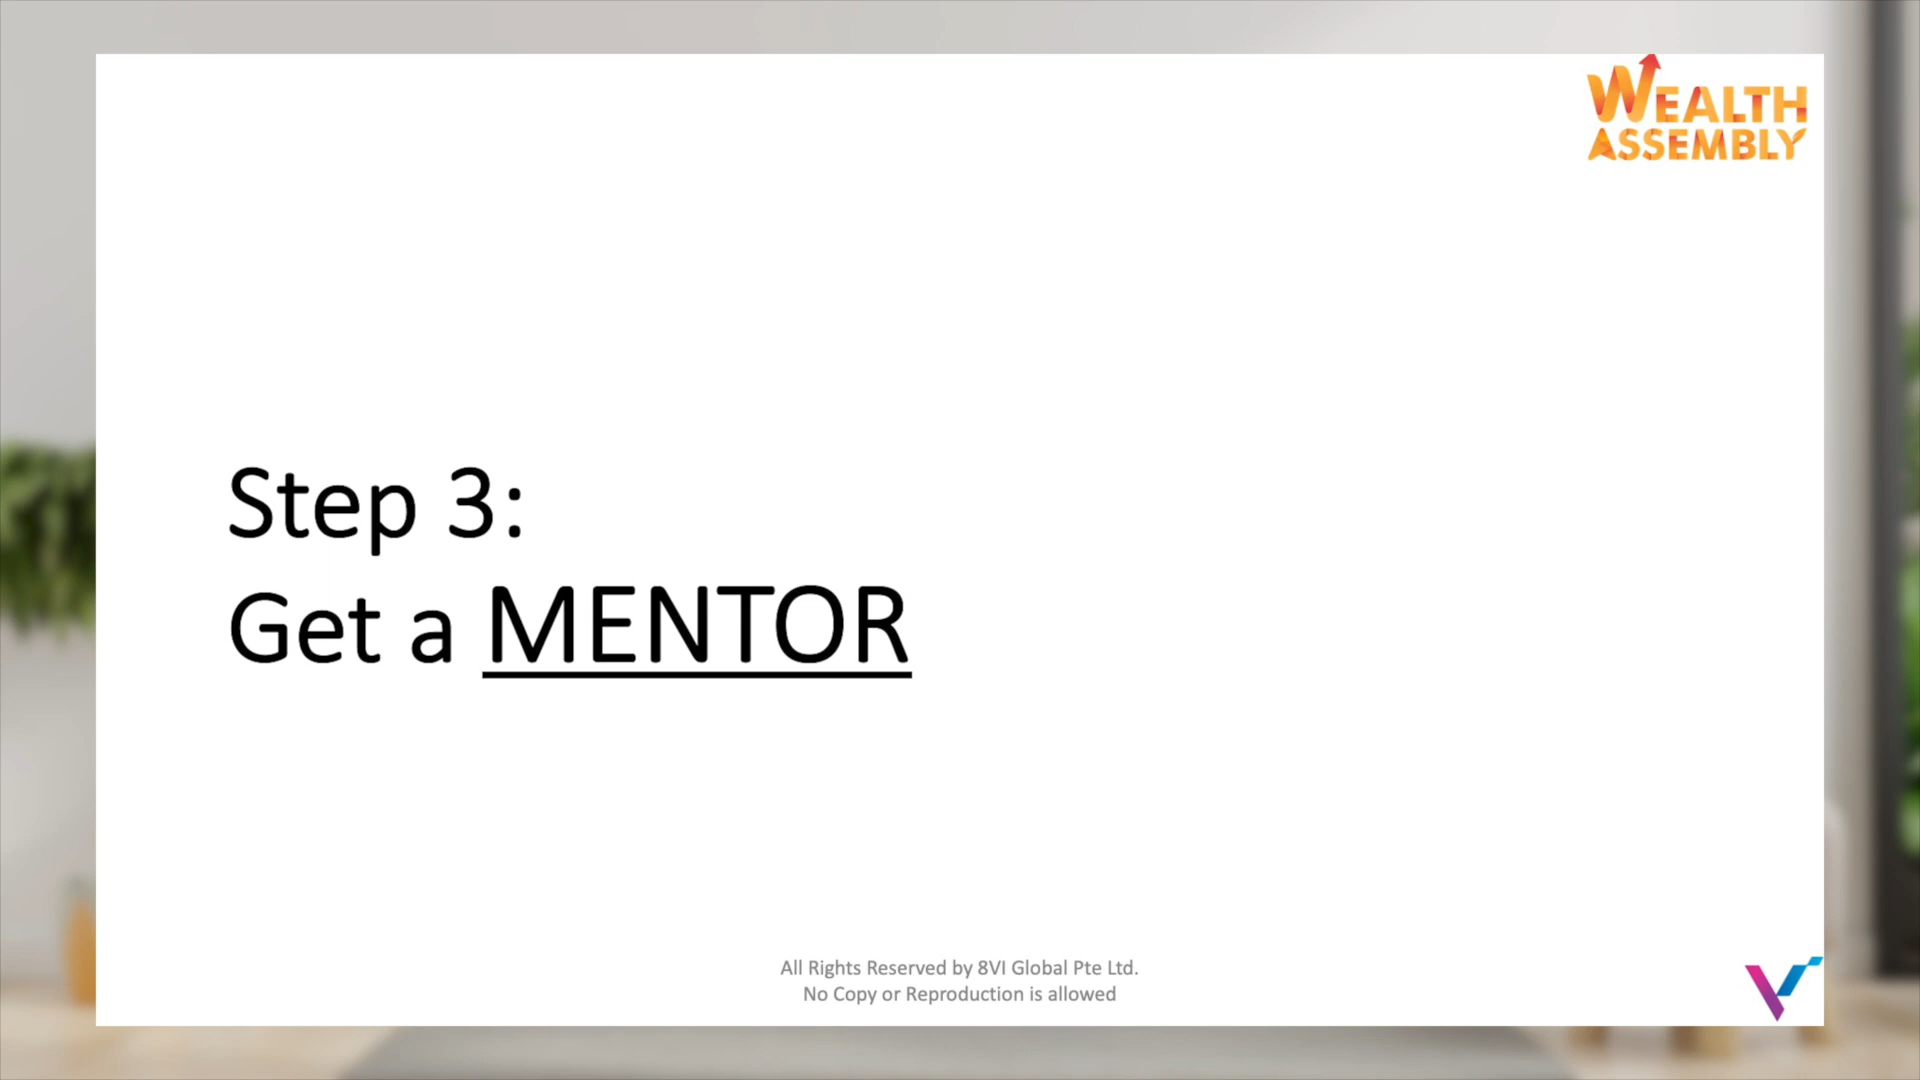 WEALTH
ASSEMBLY
Step 3:
Get a MENTOR
All Rights Reserved by 8VI Global Pte Ltd.
No Copy or Reproduction is allowed